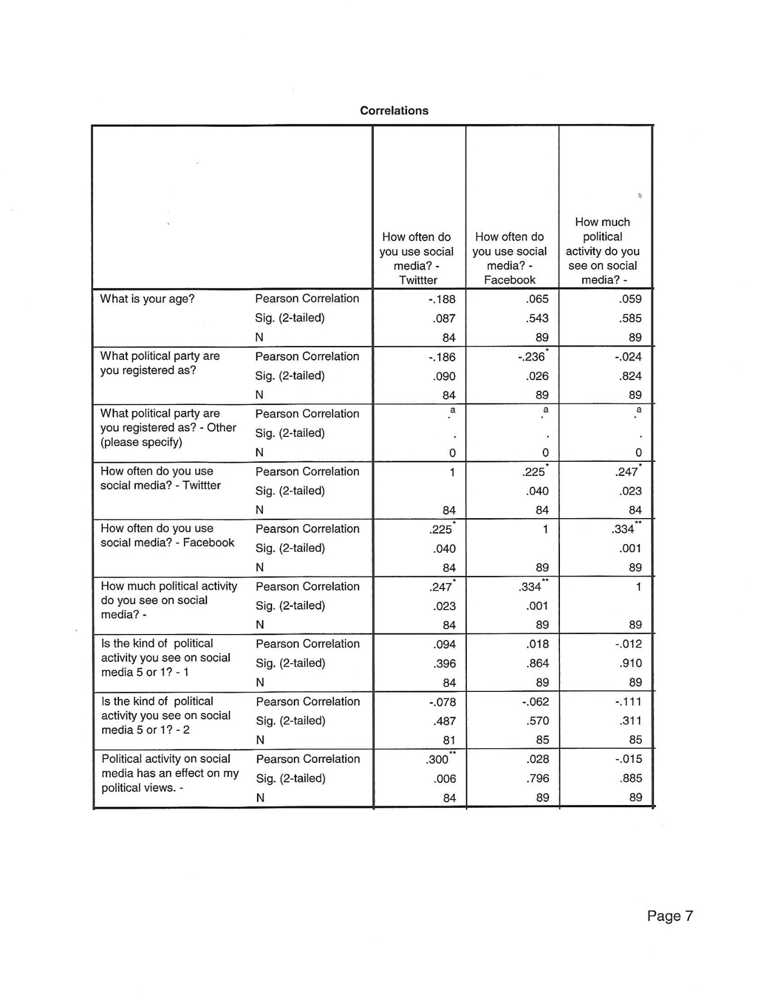 Correlations
How often do you use social media? - Twittter
How often do you use social media? - Facebook
How much political activity do you see on social media? -
What is your age? Pearson Correlation -.188 .065 .059
Sig. (2-tailed) .087 .543 .585
N 84 89 89
What political party are you registered as? Pearson Correlation -.186 -.236* -.024
Sig. (2-tailed) .090 .026 .824
N 84 89 89
What political party are you registered as? - Other (please specify) Pearson Correlation .a .a .a
Sig. (2-tailed) . . .
N 0 0 0
How often do you use social media? - Twittter Pearson Correlation 1 .225* .247*
Sig. (2-tailed) .040 .023
N 84 84 84
How often do you use social media? - Facebook Pearson Correlation .225* 1 .334**
Sig. (2-tailed) .040 .001
N 84 89 89
How much political activity do you see on social media? - Pearson Correlation .247* .334** 1
Sig. (2-tailed) .023 .001
N 84 89 89
Is the kind of political activity you see on social media 5 or 1? - 1 Pearson Correlation .094 .018 -.012
Sig. (2-tailed) .396 .864 .910
N 84 89 89
Is the kind of political activity you see on social media 5 or 1? - 2 Pearson Correlation -.078 -.062 -.111
Sig. (2-tailed) .487 .570 .311
N 81 85 85
Political activity on social media has an effect on my political views. - Pearson Correlation .300** .028 -.015
Sig. (2-tailed) .006 .796 .885
N 84 89 89
Page 7